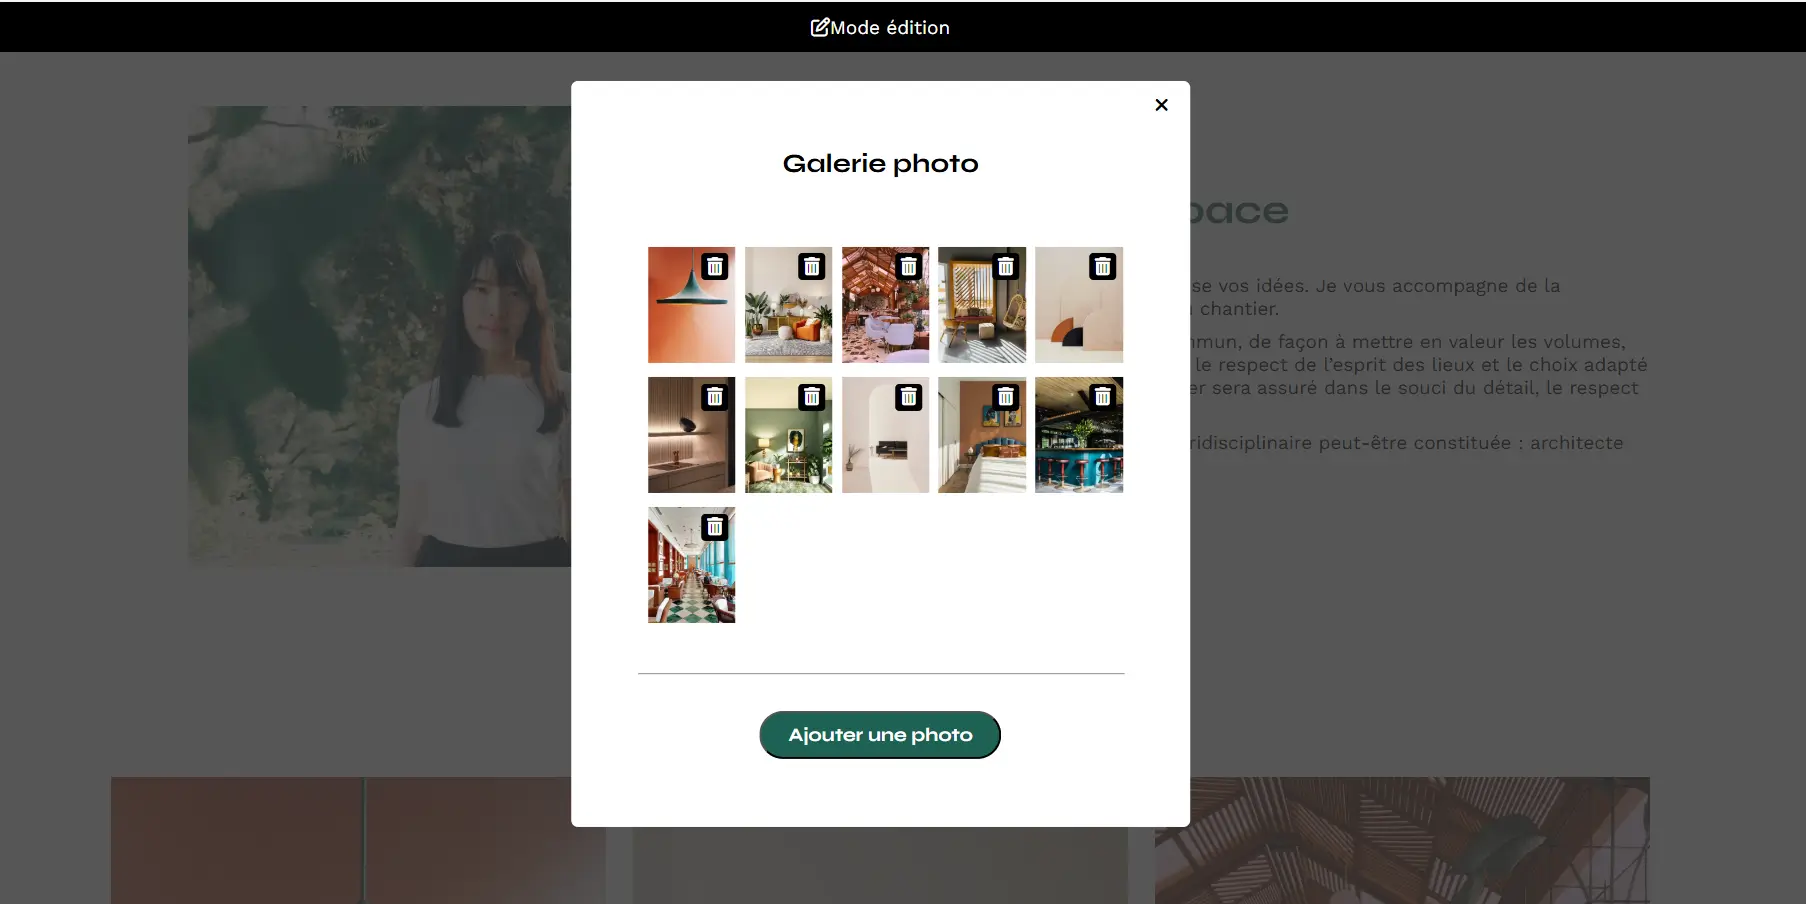 Mode édition
Galerie photo
pace
se vos idées. Je vous accompagne de la
chantier.
mun, de façon à mettre en valeur les volumes,
le respect de l’esprit des lieux et le choix adapté
er sera assuré dans le souci du détail, le respect
ridisciplinaire peut-être constituée : architecte
Ajouter une photo